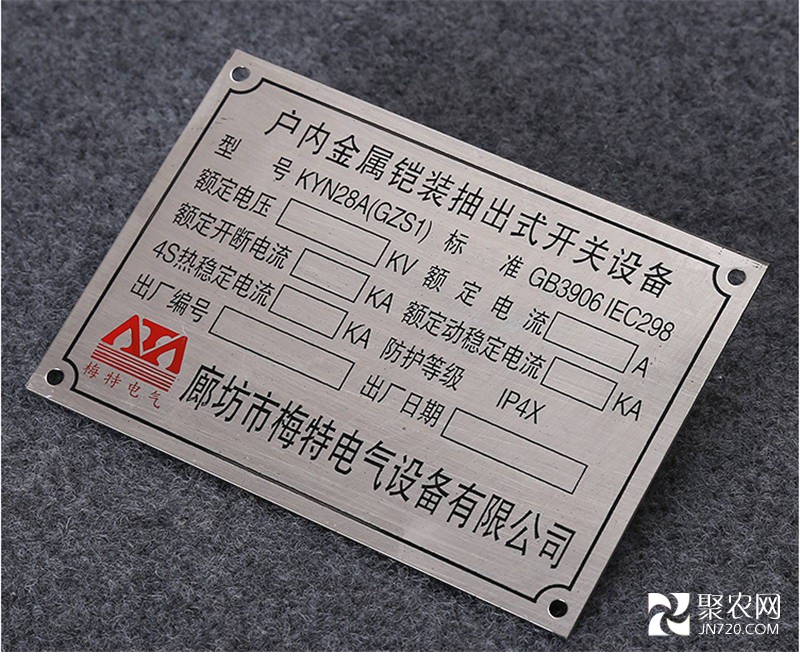 户内金属铠装抽出式开关设备
型 号 KYN28A(GZS1) 标 准 GB3906 IEC298
额定电压 KV 额定电流 A
额定开断电流 KA 额定动稳定电流 KA
4S热稳定电流 KA 防护等级 IP4X
出厂编号 出厂日期
梅特电气
廊坊市梅特电气设备有限公司
聚农网
JN720.COM